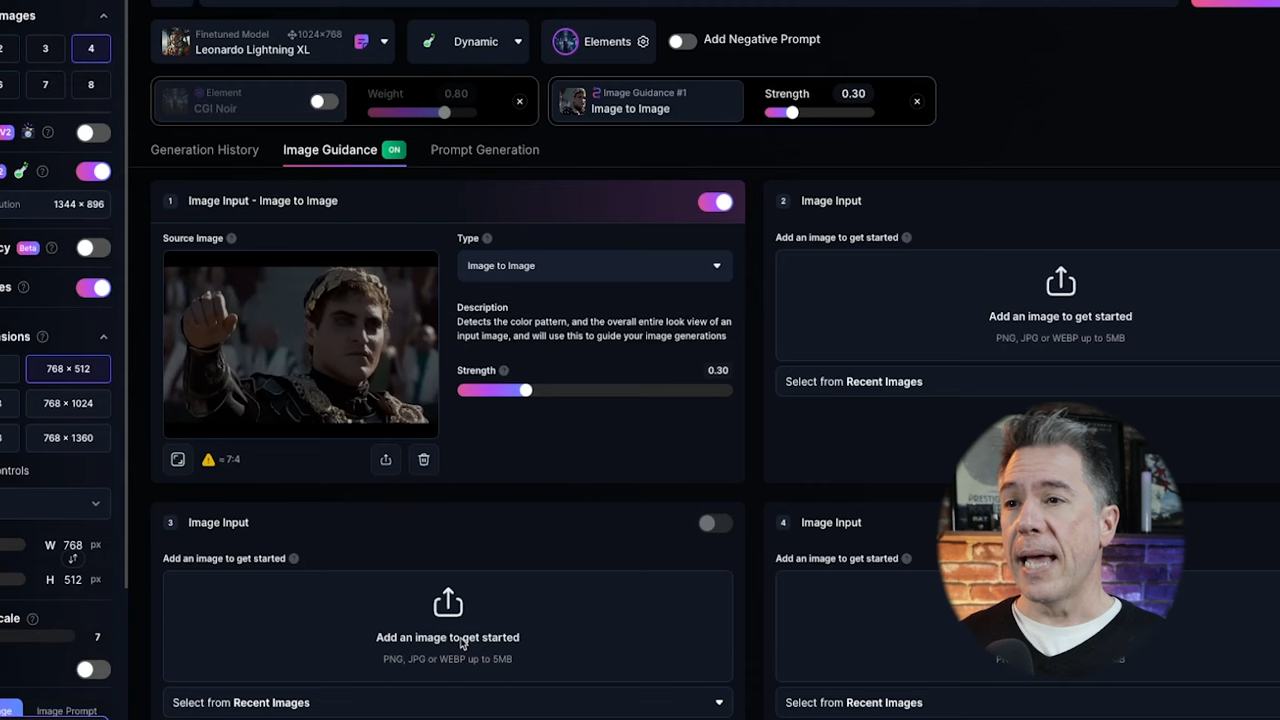 mages
3
4
7
8
V2
ution 1344 × 896
cy Beta
es
nsions
768 × 512
768 × 1024
768 × 1360
ontrols
W 768 px
H 512 px
cale
7
Image Prompt
Finetuned Model 1024×768
Leonardo Lightning XL
Dynamic
Elements
Add Negative Prompt
Element
CGI Noir
Weight 0.80
Image Guidance #1
Image to Image
Strength 0.30
Generation History
Image Guidance ON
Prompt Generation
1 Image Input - Image to Image
Source Image
≈ 7:4
Type
Image to Image
Description
Detects the color pattern, and the overall entire look view of an
input image, and will use this to guide your image generations
Strength 0.30
2 Image Input
Add an image to get started
Add an image to get started
PNG, JPG or WEBP up to 5MB
Select from Recent Images
3 Image Input
Add an image to get started
Add an image to get started
PNG, JPG or WEBP up to 5MB
Select from Recent Images
4 Image Input
Add an image to get started
Select from Recent Images